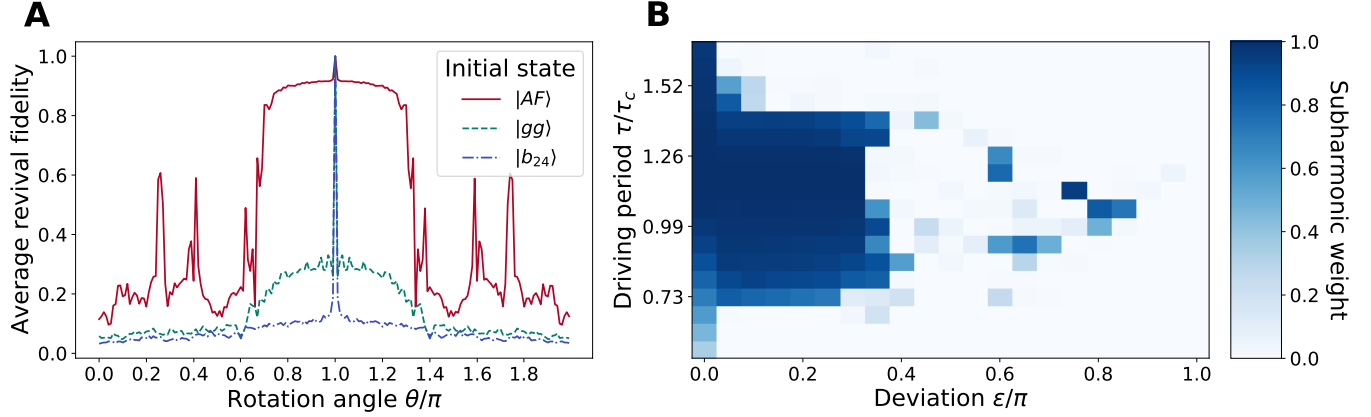 A
Average revival fidelity
1.0
0.8
0.6
0.4
0.2
0.0
0.0 0.2 0.4 0.6 0.8 1.0 1.2 1.4 1.6 1.8
Rotation angle θ/π
Initial state
|AF⟩
|gg⟩
|b₂₄⟩
B
Driving period τ/τ_c
1.52
1.26
0.99
0.73
0.0 0.2 0.4 0.6 0.8 1.0
Deviation ε/π
1.0
0.8
0.6
0.4
0.2
0.0
Subharmonic weight